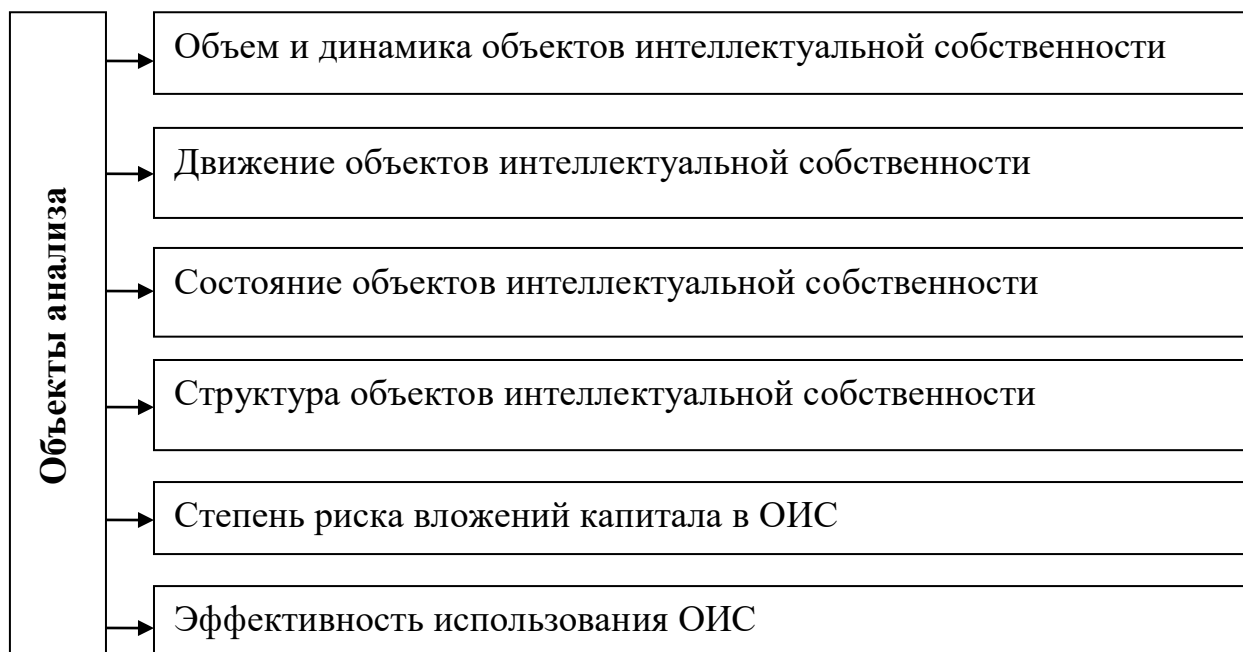 Объекты анализа
Объем и динамика объектов интеллектуальной собственности
Движение объектов интеллектуальной собственности
Состояние объектов интеллектуальной собственности
Структура объектов интеллектуальной собственности
Степень риска вложений капитала в ОИС
Эффективность использования ОИС